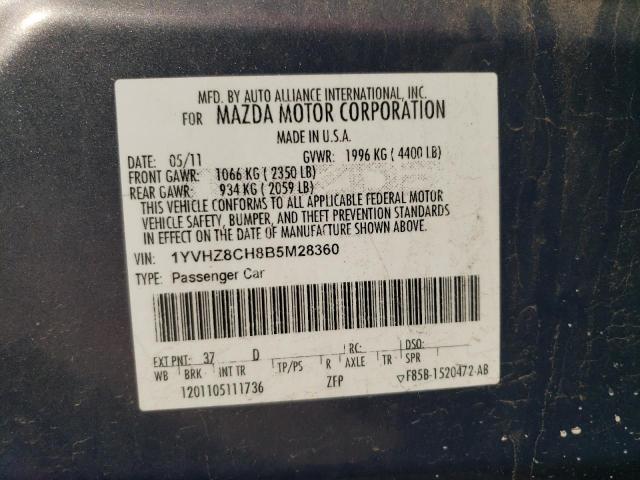 MFD. BY AUTO ALLIANCE INTERNATIONAL, INC.
FOR MAZDA MOTOR CORPORATION
MADE IN U.S.A.
DATE: 05/11 GVWR: 1996 KG ( 4400 LB)
FRONT GAWR: 1066 KG ( 2350 LB)
REAR GAWR: 934 KG ( 2059 LB)
THIS VEHICLE CONFORMS TO ALL APPLICABLE FEDERAL MOTOR
VEHICLE SAFETY, BUMPER, AND THEFT PREVENTION STANDARDS
IN EFFECT ON THE DATE OF MANUFACTURE SHOWN ABOVE.
VIN: 1YVHZ8CH8B5M28360
TYPE: Passenger Car
EXT PNT: 37 D RC: DSO:
WB BRK INT TR TP/PS R AXLE TR SPR
ZFP
1201105111736 ▽F85B-1520472-AB